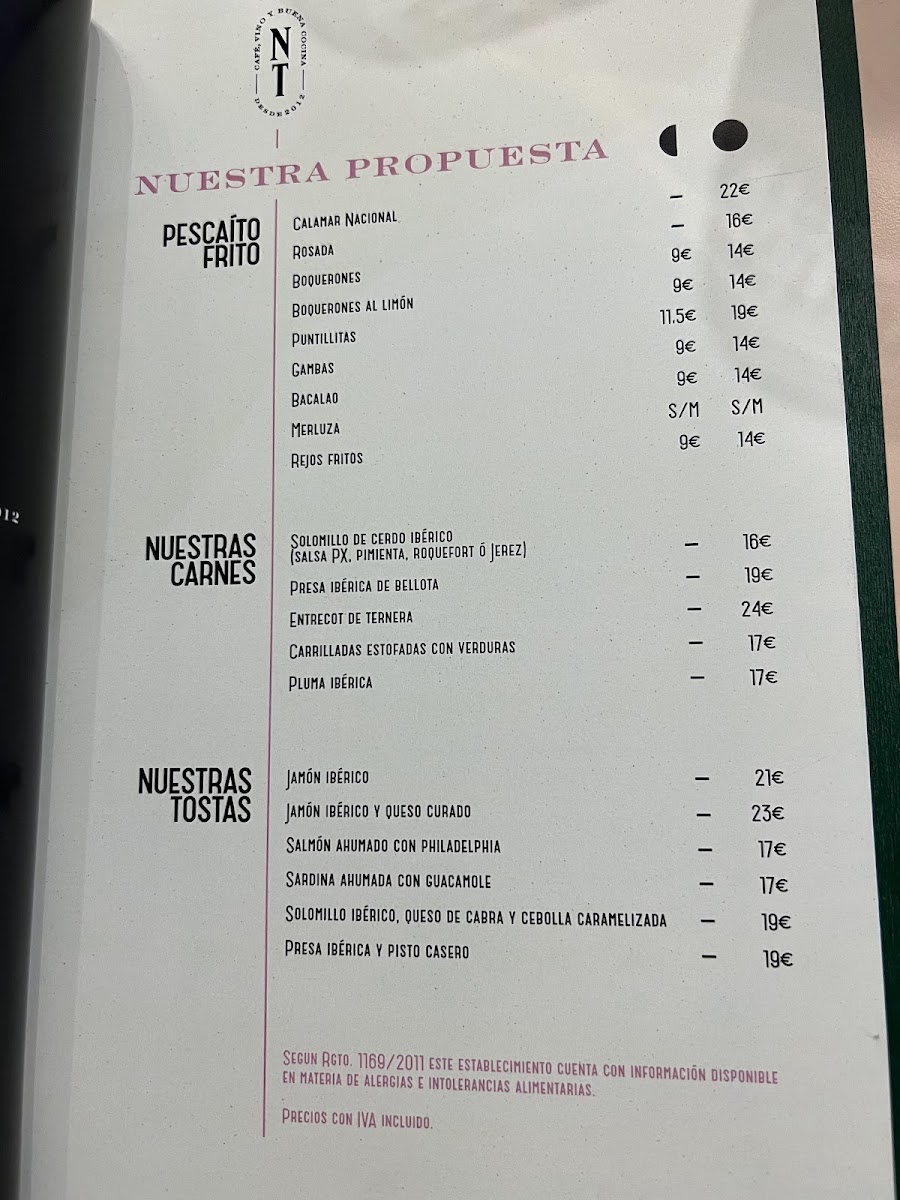 CAFÉ, VINO Y BUENA COCINA
NT
DESDE 2012
NUESTRA PROPUESTA
PESCAÍTO
FRITO
CALAMAR NACIONAL – 22€
ROSADA – 16€
BOQUERONES 9€ 14€
BOQUERONES AL LIMÓN 9€ 14€
PUNTILLITAS 11,5€ 19€
GAMBAS 9€ 14€
BACALAO 9€ 14€
MERLUZA S/M S/M
REJOS FRITOS 9€ 14€
NUESTRAS
CARNES
SOLOMILLO DE CERDO IBÉRICO
(SALSA PX, PIMIENTA, ROQUEFORT Ó JEREZ) – 16€
PRESA IBÉRICA DE BELLOTA – 19€
ENTRECOT DE TERNERA – 24€
CARRILLADAS ESTOFADAS CON VERDURAS – 17€
PLUMA IBÉRICA – 17€
NUESTRAS
TOSTAS
JAMÓN IBÉRICO – 21€
JAMÓN IBÉRICO Y QUESO CURADO – 23€
SALMÓN AHUMADO CON PHILADELPHIA – 17€
SARDINA AHUMADA CON GUACAMOLE – 17€
SOLOMILLO IBÉRICO, QUESO DE CABRA Y CEBOLLA CARAMELIZADA – 19€
PRESA IBÉRICA Y PISTO CASERO – 19€
SEGUN RGTO. 1169/2011 ESTE ESTABLECIMIENTO CUENTA CON INFORMACIÓN DISPONIBLE
EN MATERIA DE ALERGIAS E INTOLERANCIAS ALIMENTARIAS.
PRECIOS CON IVA INCLUIDO.